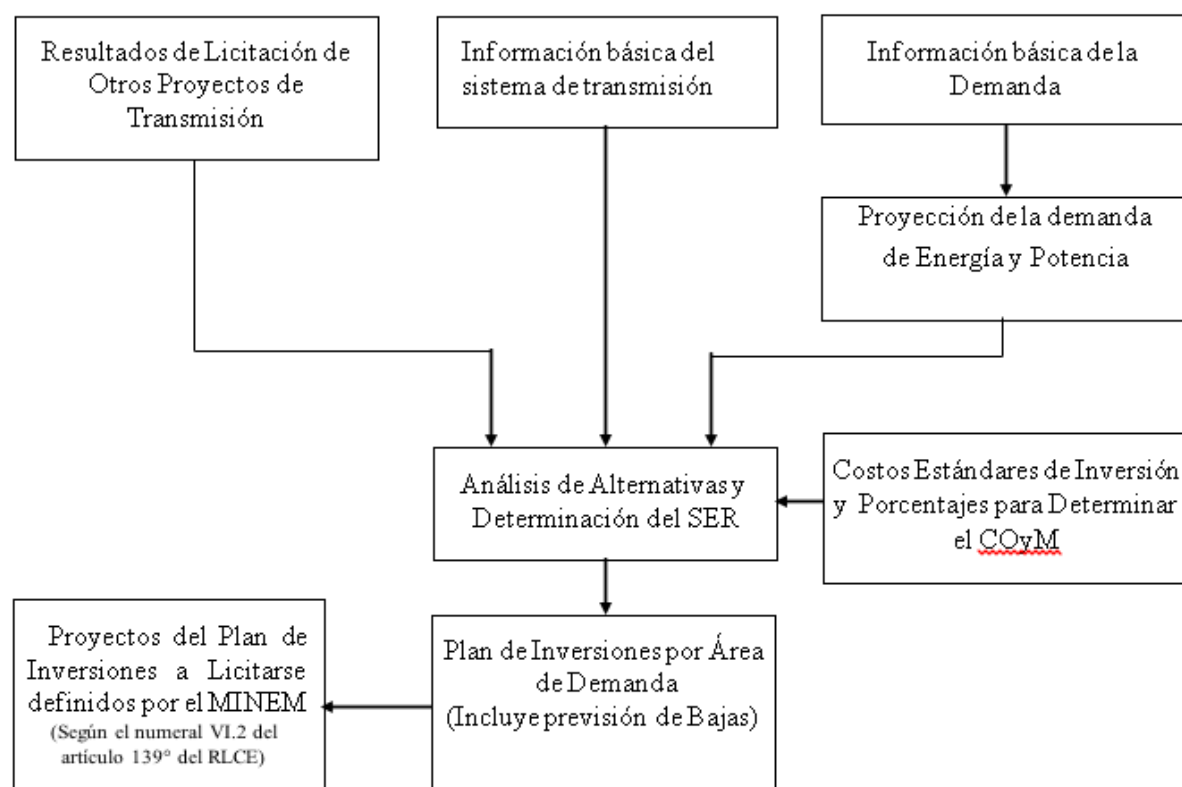 Resultados de Licitación de
Otros Proyectos de
Transmisión
Información básica del
sistema de transmisión
Información básica de la
Demanda
Proyección de la demanda
de Energía y Potencia
Análisis de Alternativas y
Determinación del SER
Costos Estándares de Inversión
y Porcentajes para Determinar
el COyM
Proyectos del Plan de
Inversiones a Licitarse
definidos por el MINEM
(Según el numeral VI.2 del
artículo 139° del RLCE)
Plan de Inversiones por Área
de Demanda
(Incluye previsión de Bajas)